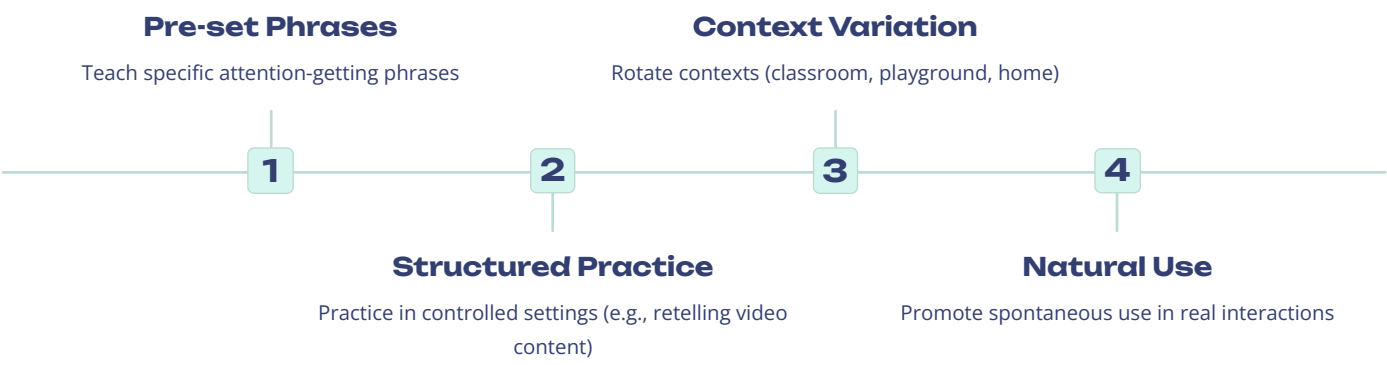 Pre-set Phrases
Teach specific attention-getting phrases
1
2
Structured Practice
Practice in controlled settings (e.g., retelling video
content)
Context Variation
Rotate contexts (classroom, playground, home)
3
4
Natural Use
Promote spontaneous use in real interactions